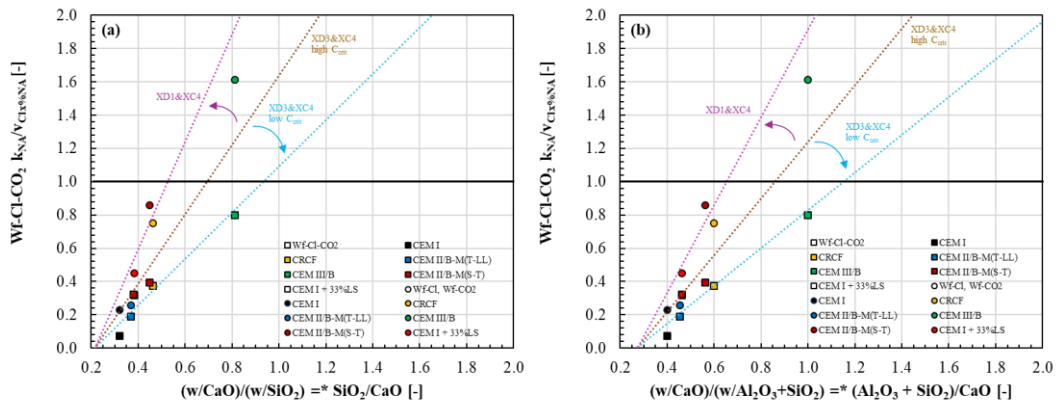 (a)
XD3&XC4
high C_crit
XD1&XC4
XD3&XC4
low C_crit
Wf-Cl-CO₂ k_NA/v_Ctx%NA [-]
2.0
1.8
1.6
1.4
1.2
1.0
0.8
0.6
0.4
0.2
0.0
Wf-Cl-CO2
CEM I
CRCF
CEM II/B-M(T-LL)
CEM III/B
CEM II/B-M(S-T)
CEM I + 33%LS
Wf-Cl, Wf-CO2
CEM I
CRCF
CEM II/B-M(T-LL)
CEM III/B
CEM II/B-M(S-T)
CEM I + 33%LS
0.2 0.4 0.6 0.8 1.0 1.2 1.4 1.6 1.8 2.0
(w/CaO)/(w/SiO₂) =* SiO₂/CaO [-]
(b)
XD3&XC4
high C_crit
XD1&XC4
XD3&XC4
low C_crit
Wf-Cl-CO₂ k_NA/v_Ctx%NA [-]
2.0
1.8
1.6
1.4
1.2
1.0
0.8
0.6
0.4
0.2
0.0
Wf-Cl-CO2
CEM I
CRCF
CEM II/B-M(T-LL)
CEM III/B
CEM II/B-M(S-T)
CEM I + 33%LS
Wf-Cl, Wf-CO2
CEM I
CRCF
CEM II/B-M(T-LL)
CEM III/B
CEM II/B-M(S-T)
CEM I + 33%LS
0.2 0.4 0.6 0.8 1.0 1.2 1.4 1.6 1.8 2.0
(w/CaO)/(w/Al₂O₃+SiO₂) =* (Al₂O₃ + SiO₂)/CaO [-]